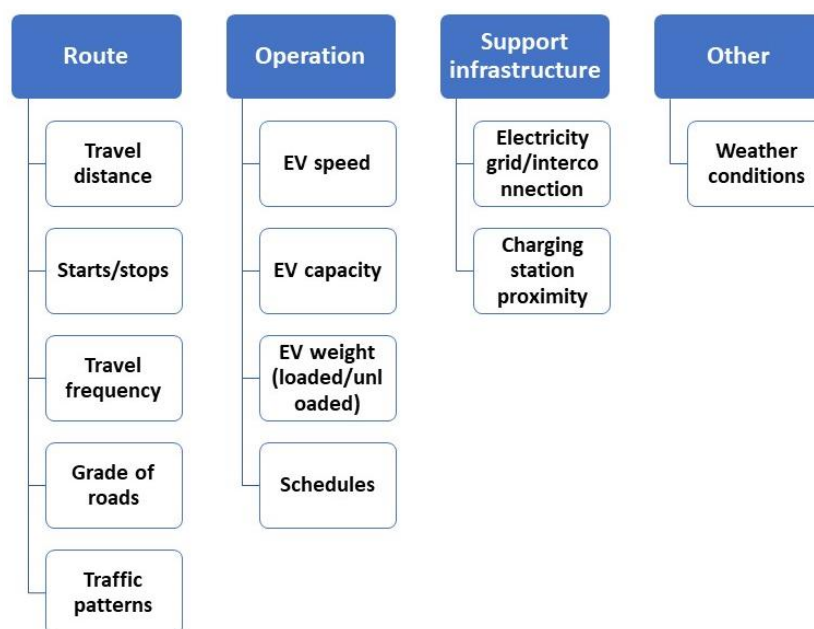 Route
Travel
distance
Starts/stops
Travel
frequency
Grade of
roads
Traffic
patterns
Operation
EV speed
EV capacity
EV weight
(loaded/unl
oaded)
Schedules
Support
infrastructure
Electricity
grid/interco
nnection
Charging
station
proximity
Other
Weather
conditions